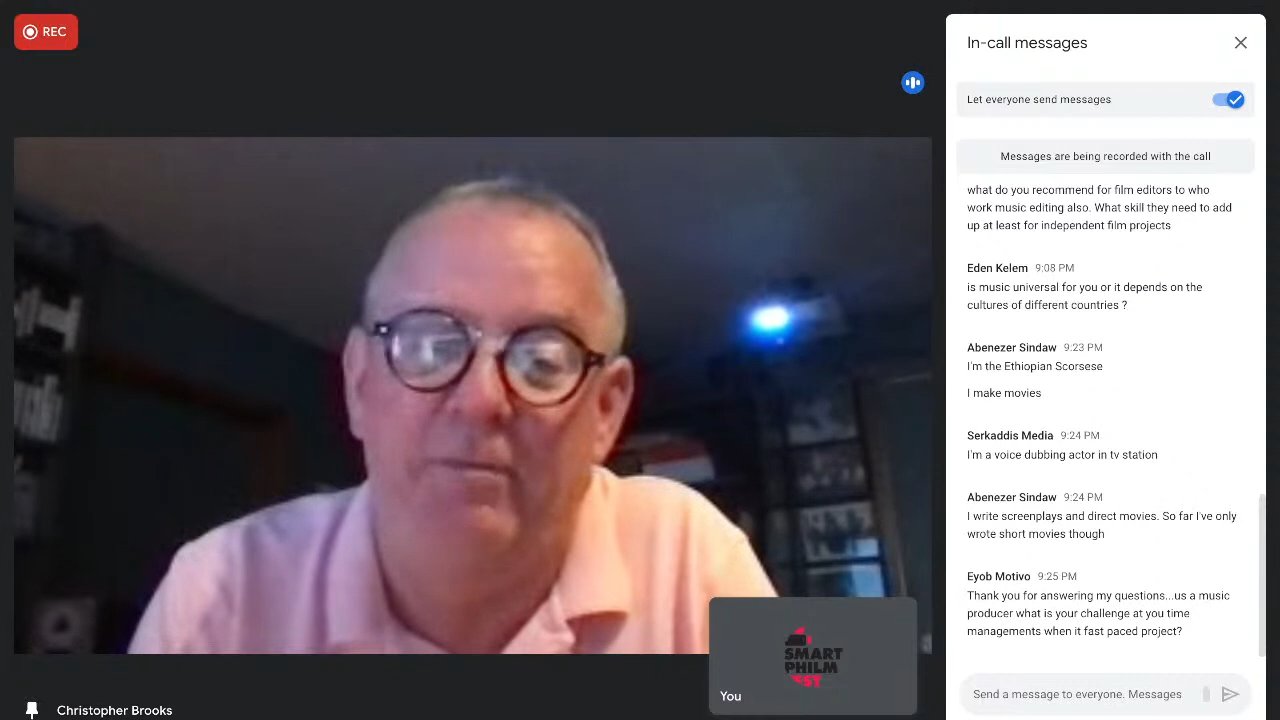 REC
In-call messages
Let everyone send messages
Messages are being recorded with the call
what do you recommend for film editors to who
work music editing also. What skill they need to add
up at least for independent film projects
Eden Kelem 9:08 PM
is music universal for you or it depends on the
cultures of different countries ?
Abenezer Sindaw 9:23 PM
I'm the Ethiopian Scorsese
I make movies
Serkaddis Media 9:24 PM
I'm a voice dubbing actor in tv station
Abenezer Sindaw 9:24 PM
I write screenplays and direct movies. So far I've only
wrote short movies though
Eyob Motivo 9:25 PM
Thank you for answering my questions...us a music
producer what is your challenge at you time
managements when it fast paced project?
Send a message to everyone. Messages
SMART
PHILM
ST
You
Christopher Brooks